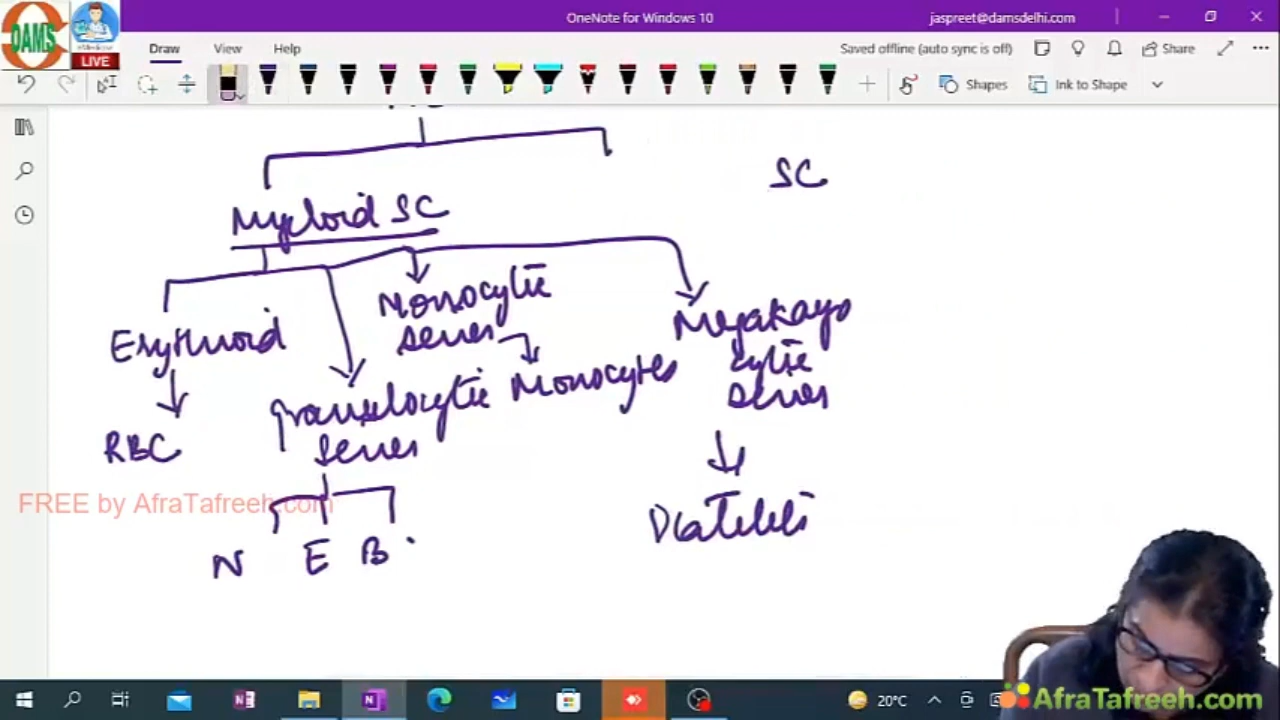 OneNote for Windows 10
jaspreet@damsdelhi.com
DAMS
LIVE
Draw
View
Help
Saved offline (auto sync is off)
Share
Shapes
Ink to Shape
SC
Myeloid SC
Monocytic
series
Erythroid
Megakaryo
cytic
series
Monocytes
Granulocytic
series
RBC
Platelets
N E B
FREE by AfraTafreeh.com
20°C
AfraTafreeh.com